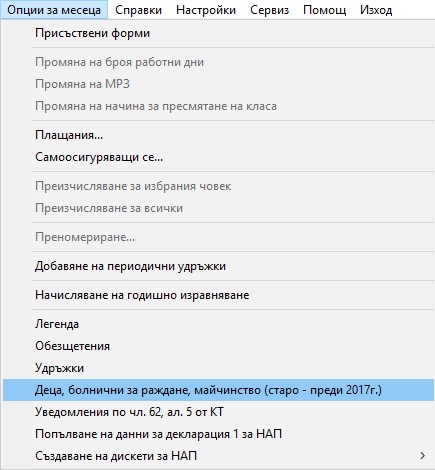 Опции за месеца Справки Настройки Сервиз Помощ Изход
Присъствени форми
Промяна на броя работни дни
Промяна на МРЗ
Промяна на начина за пресмятане на класа
Плащания...
Самоосигуряващи се...
Преизчисляване за избрания човек
Преизчисляване за всички
Преномериране...
Добавяне на периодични удръжки
Начисляване на годишно изравняване
Легенда
Обезщетения
Удръжки
Деца, болнични за раждане, майчинство (старо - преди 2017г.)
Уведомления по чл. 62, ал. 5 от КТ
Попълване на данни за декларация 1 за НАП
Създаване на дискети за НАП